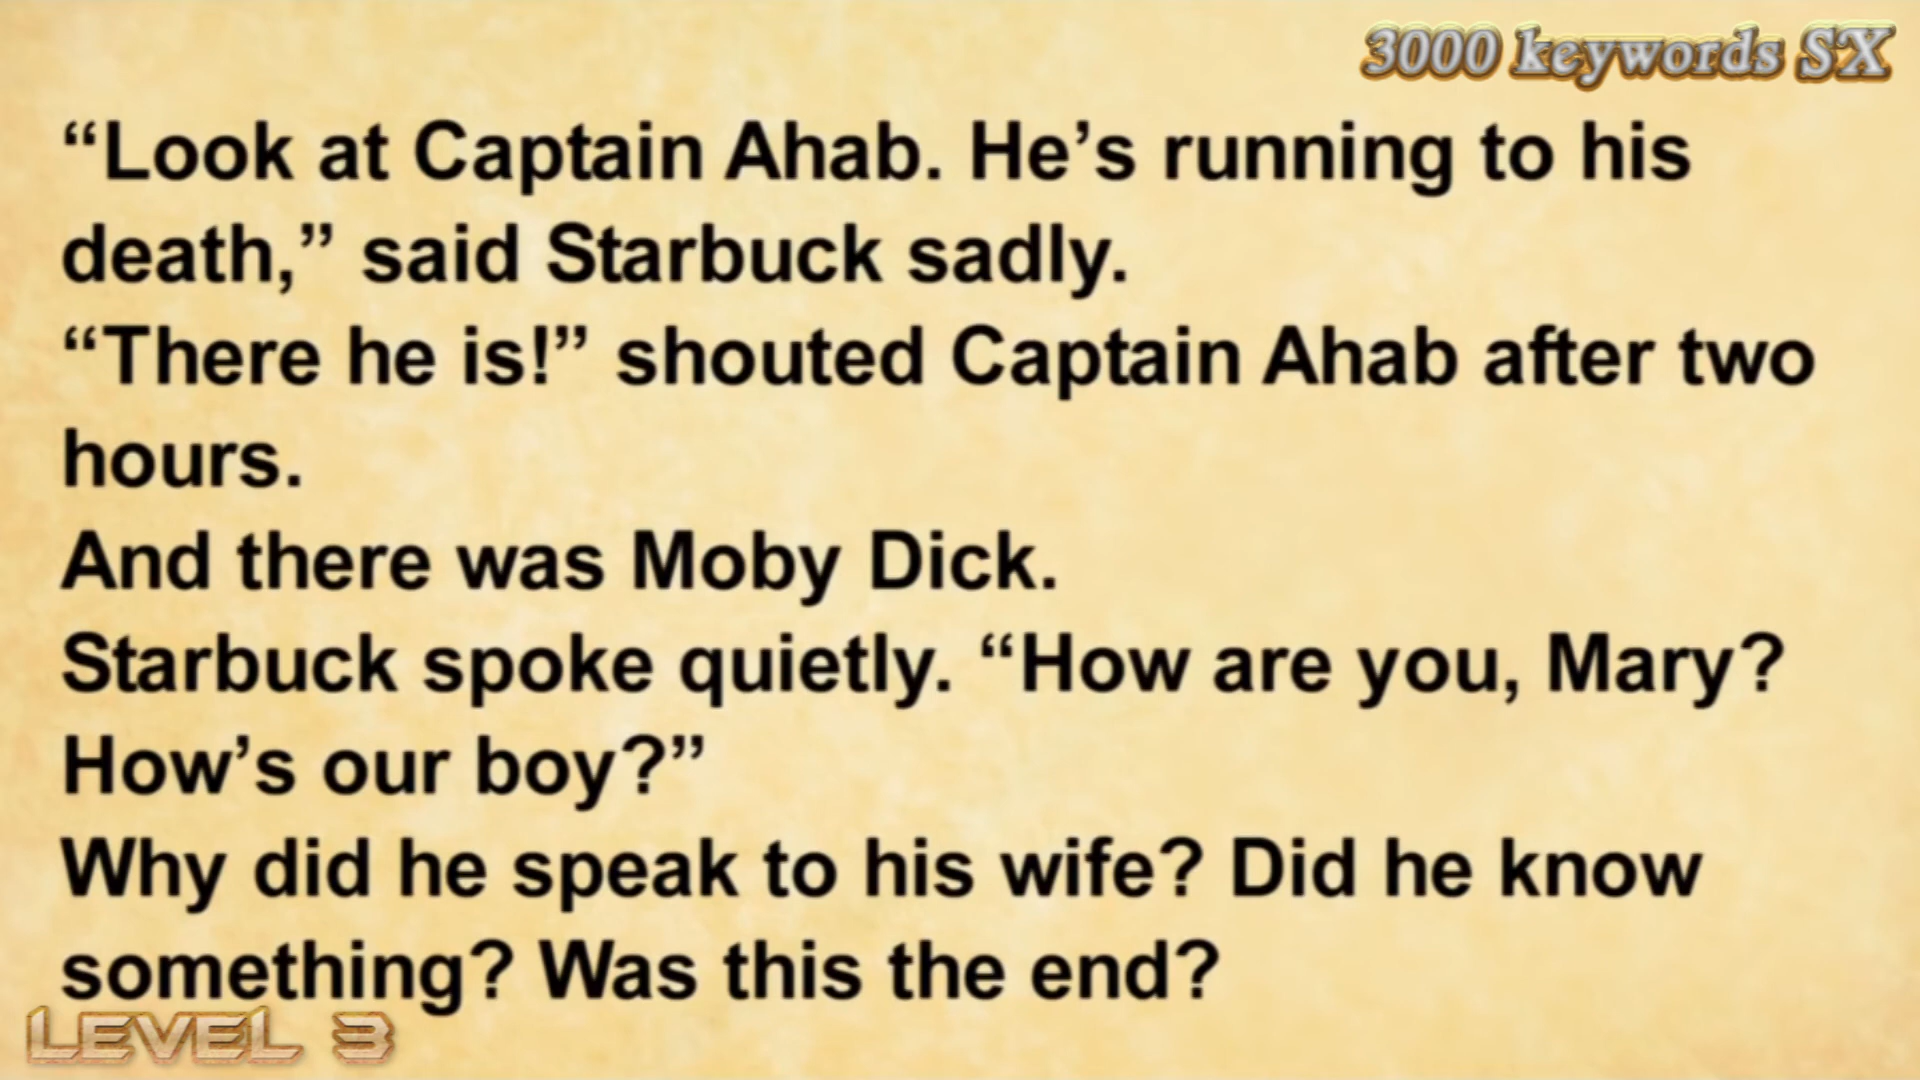 3000 keywords SX
“Look at Captain Ahab. He’s running to his
death,” said Starbuck sadly.
“There he is!” shouted Captain Ahab after two
hours.
And there was Moby Dick.
Starbuck spoke quietly. “How are you, Mary?
How’s our boy?”
Why did he speak to his wife? Did he know
something? Was this the end?
LEVEL 3